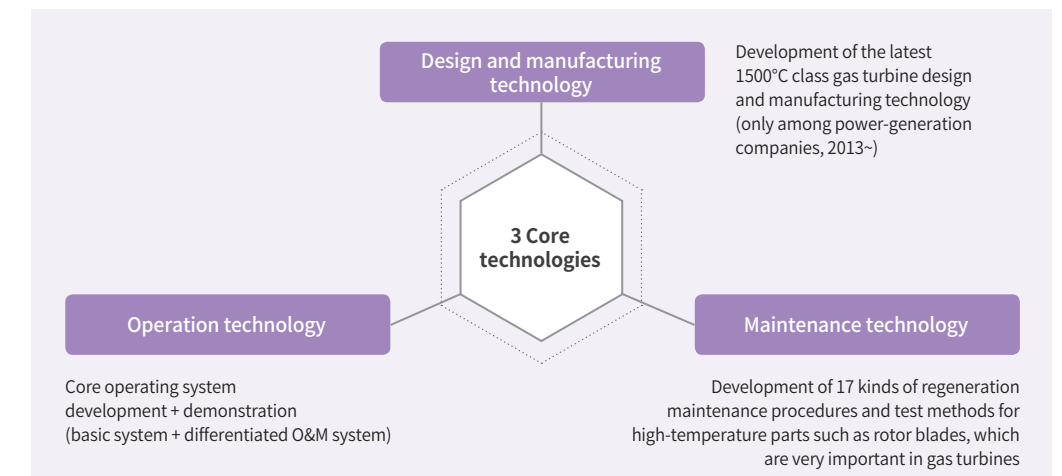 Design and manufacturing
technology
Development of the latest
1500°C class gas turbine design
and manufacturing technology
(only among power-generation
companies, 2013~)
3 Core
technologies
Operation technology
Core operating system
development + demonstration
(basic system + differentiated O&M system)
Maintenance technology
Development of 17 kinds of regeneration
maintenance procedures and test methods for
high-temperature parts such as rotor blades, which
are very important in gas turbines